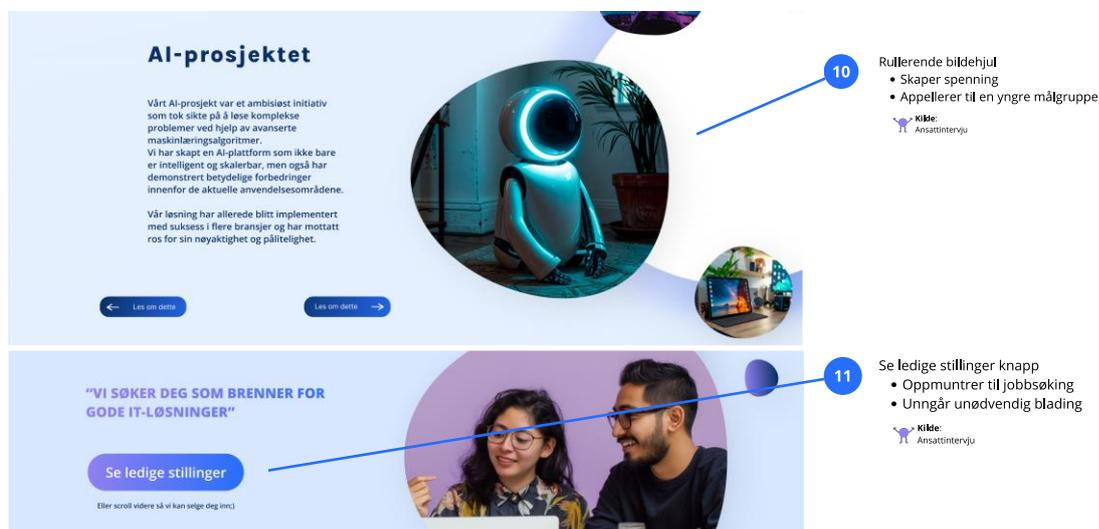 AI-prosjektet
Vårt AI-prosjekt var et ambisiøst initiativ
som tok sikte på å løse komplekse
problemer ved hjelp av avanserte
maskinlæringsalgoritmer.
Vi har skapt en AI-plattform som ikke bare
er intelligent og skalerbar, men også har
demonstrert betydelige forbedringer
innenfor de aktuelle anvendelsesområdene.
Vår løsning har allerede blitt implementert
med suksess i flere bransjer og har mottatt
ros for sin nøyaktighet og pålitelighet.
← Les om dette
Les om dette →
10
Rullerende bildehjul
• Skaper spenning
• Appellerer til en yngre målgruppe
Kilde:
Ansattintervju
"VI SØKER DEG SOM BRENNER FOR
GODE IT-LØSNINGER"
Se ledige stillinger
Eller scroll videre så vi kan selge deg inn;)
11
Se ledige stillinger knapp
• Oppmuntrer til jobbsøking
• Unngår unødvendig blading
Kilde:
Ansattintervju